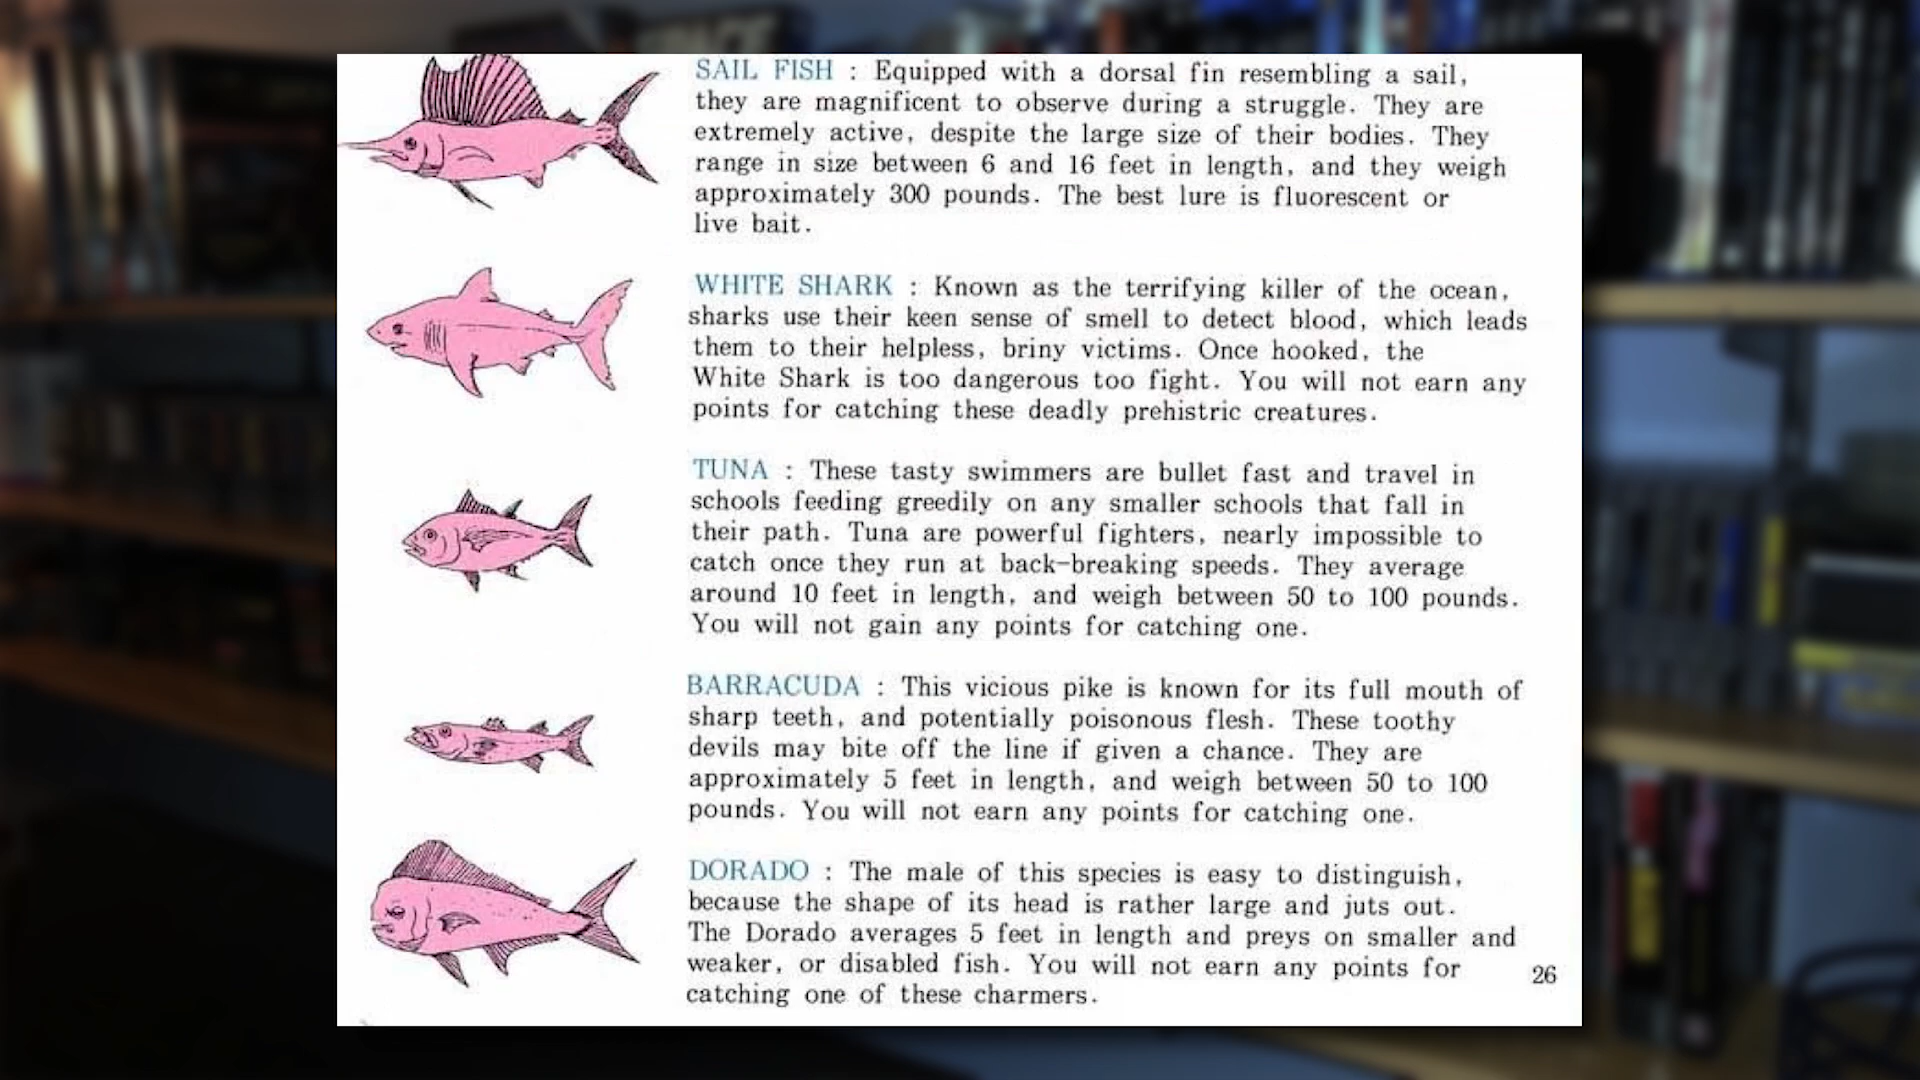 SAIL FISH : Equipped with a dorsal fin resembling a sail,
they are magnificent to observe during a struggle. They are
extremely active, despite the large size of their bodies. They
range in size between 6 and 16 feet in length, and they weigh
approximately 300 pounds. The best lure is fluorescent or
live bait.
WHITE SHARK : Known as the terrifying killer of the ocean,
sharks use their keen sense of smell to detect blood, which leads
them to their helpless, briny victims. Once hooked, the
White Shark is too dangerous too fight. You will not earn any
points for catching these deadly prehistric creatures.
TUNA : These tasty swimmers are bullet fast and travel in
schools feeding greedily on any smaller schools that fall in
their path. Tuna are powerful fighters, nearly impossible to
catch once they run at back-breaking speeds. They average
around 10 feet in length, and weigh between 50 to 100 pounds.
You will not gain any points for catching one.
BARRACUDA : This vicious pike is known for its full mouth of
sharp teeth, and potentially poisonous flesh. These toothy
devils may bite off the line if given a chance. They are
approximately 5 feet in length, and weigh between 50 to 100
pounds. You will not earn any points for catching one.
DORADO : The male of this species is easy to distinguish,
because the shape of its head is rather large and juts out.
The Dorado averages 5 feet in length and preys on smaller and
weaker, or disabled fish. You will not earn any points for
catching one of these charmers.
26